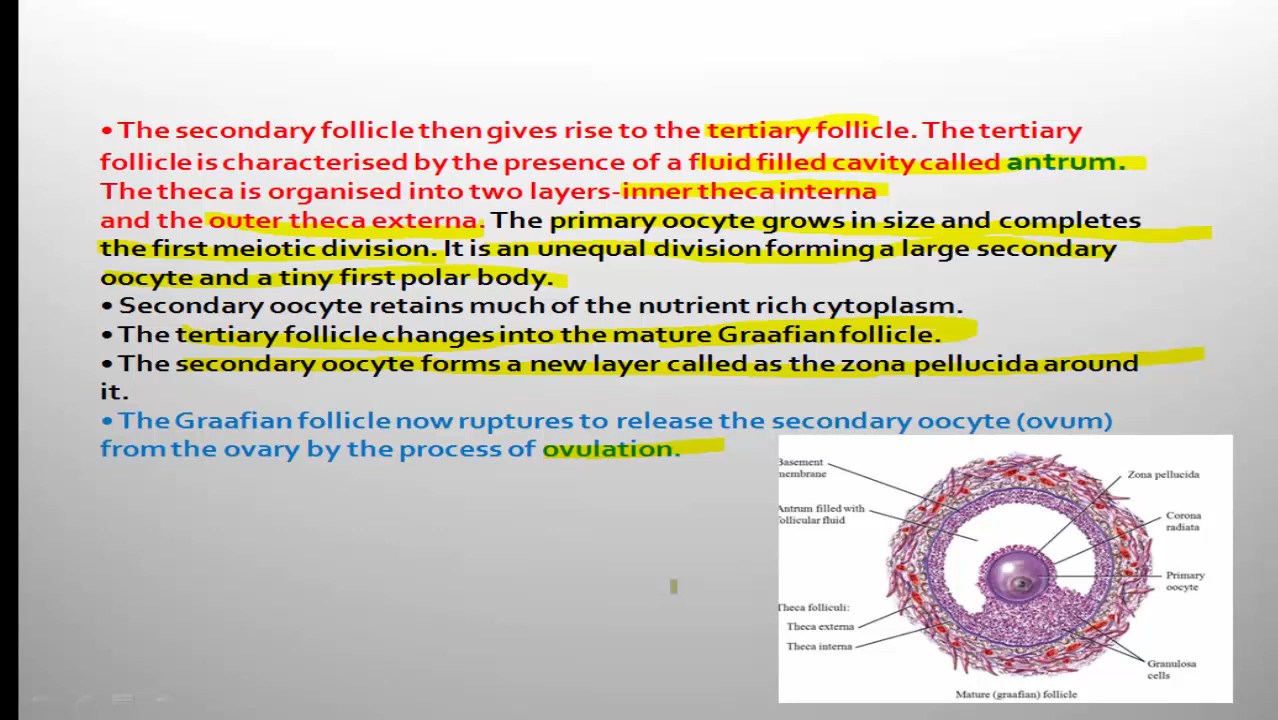 •The secondary follicle then gives rise to the tertiary follicle. The tertiary
follicle is characterised by the presence of a fluid filled cavity called antrum.
The theca is organised into two layers-inner theca interna
and the outer theca externa. The primary oocyte grows in size and completes
the first meiotic division. It is an unequal division forming a large secondary
oocyte and a tiny first polar body.
•Secondary oocyte retains much of the nutrient rich cytoplasm.
•The tertiary follicle changes into the mature Graafian follicle.
•The secondary oocyte forms a new layer called as the zona pellucida around
it.
•The Graafian follicle now ruptures to release the secondary oocyte (ovum)
from the ovary by the process of ovulation.
Basement
membrane
Antrum filled with
follicular fluid
Theca folliculi:
Theca externa
Theca interna
Zona pellucida
Corona
radiata
Primary
oocyte
Granulosa
cells
Mature (graafian) follicle